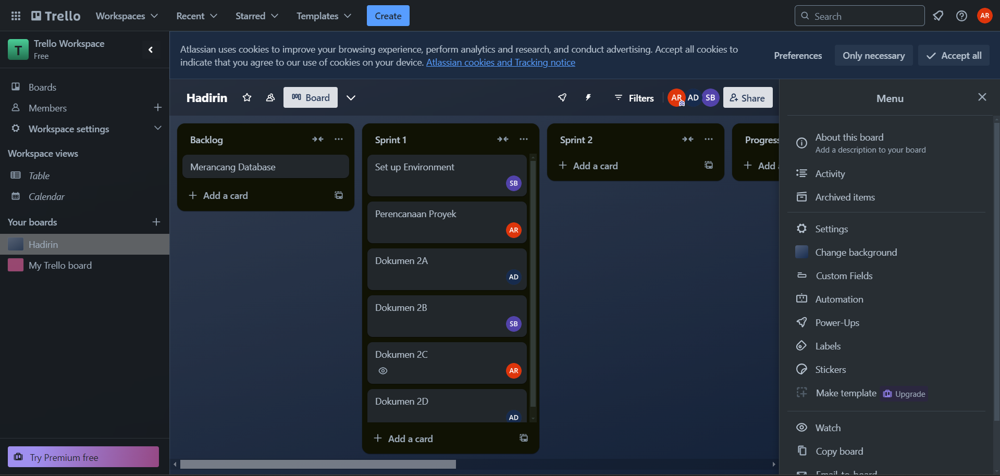 Trello
Workspaces
Recent
Starred
Templates
Create
Search
AR
T
Trello Workspace
Free
Boards
Members
Workspace settings
Workspace views
Table
Calendar
Your boards
Hadirin
My Trello board
Try Premium free
Atlassian uses cookies to improve your browsing experience, perform analytics and research, and conduct advertising. Accept all cookies to
indicate that you agree to our use of cookies on your device. Atlassian cookies and Tracking notice
Preferences
Only necessary
Accept all
Hadirin
Board
Filters
AR
AD
SB
Share
Backlog
Merancang Database
Add a card
Sprint 1
Set up Environment
SB
Perencanaan Proyek
AR
Dokumen 2A
AD
Dokumen 2B
SB
Dokumen 2C
AR
Dokumen 2D
AD
Add a card
Sprint 2
Add a card
Progress
Add
Menu
About this board
Add a description to your board
Activity
Archived items
Settings
Change background
Custom Fields
Automation
Power-Ups
Labels
Stickers
Make template
Upgrade
Watch
Copy board
Email-to-board